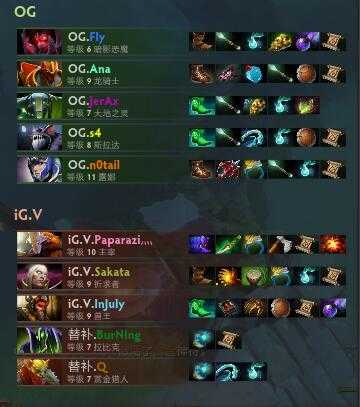 OG
OG.Fly
等级 6 暗影恶魔
OG.Ana
等级 9 龙骑士
OG.JerAx
等级 7 大地之灵
OG.s4
等级 8 斯拉达
OG.n0tail
等级 11 露娜
iG.V
iG.V.Paparazi灬
等级 10 主宰
iG.V.Sakata
等级 9 祈求者
iG.V.InJuly
等级 9 兽王
替补.BurNIng
等级 7 拉比克
替补.Q
等级 7 赏金猎人